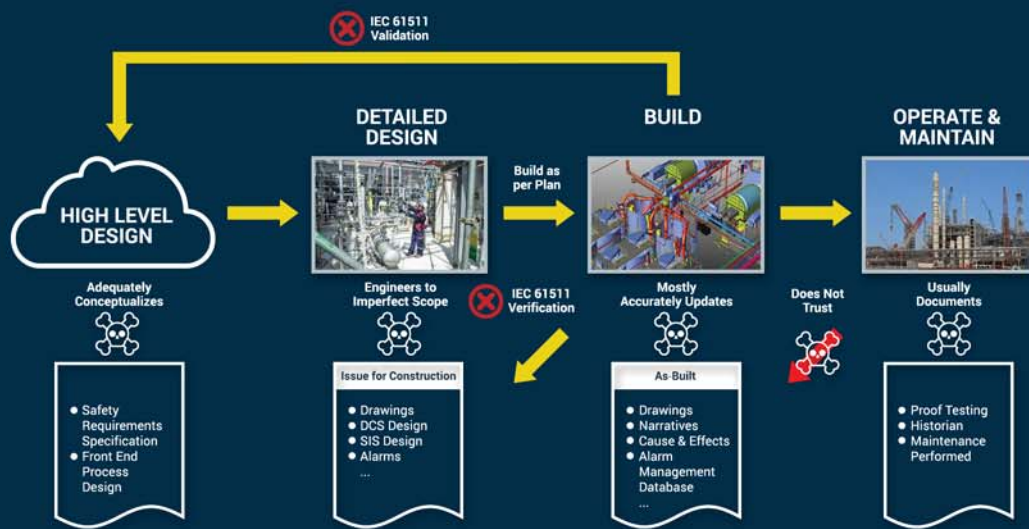 IEC 61511
Validation
DETAILED
DESIGN
BUILD
OPERATE &
MAINTAIN
HIGH LEVEL
DESIGN
Build as
per Plan
Adequately
Conceptualizes
Engineers to
Imperfect Scope
IEC 61511
Verification
Mostly
Accurately Updates
Does Not
Trust
Usually
Documents
● Safety
Requirements
Specification
● Front End
Process
Design
Issue for Construction
● Drawings
● DCS Design
● SIS Design
● Alarms
...
As-Built
● Drawings
● Narratives
● Cause & Effects
● Alarm
Management
Database
...
● Proof Testing
● Historian
● Maintenance
Performed